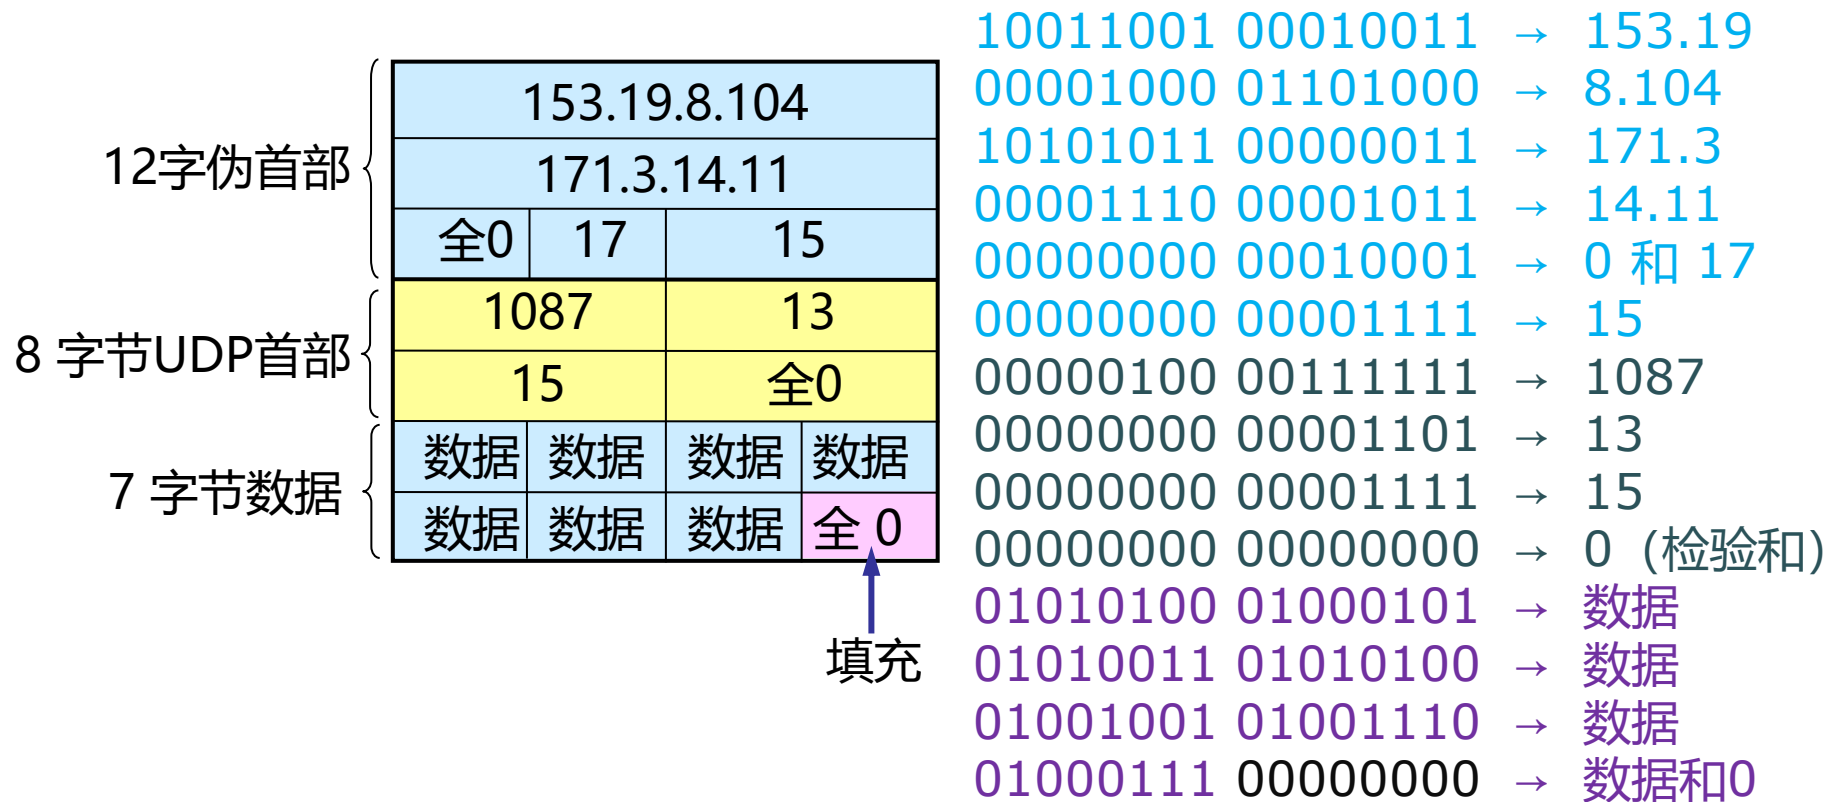 12字伪首部
153.19.8.104
171.3.14.11
全0 17 15
8 字节UDP首部
1087 13
15 全0
7 字节数据
数据 数据 数据 数据
数据 数据 数据 全 0
填充
10011001 00010011 → 153.19
00001000 01101000 → 8.104
10101011 00000011 → 171.3
00001110 00001011 → 14.11
00000000 00010001 → 0 和 17
00000000 00001111 → 15
00000100 00111111 → 1087
00000000 00001101 → 13
00000000 00001111 → 15
00000000 00000000 → 0 (检验和)
01010100 01000101 → 数据
01010011 01010100 → 数据
01001001 01001110 → 数据
01000111 00000000 → 数据和0